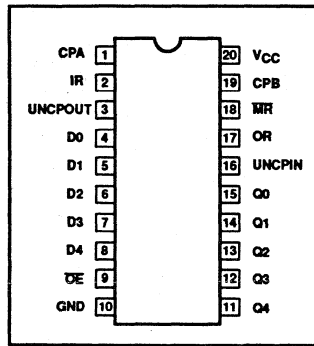 CPA 1 20 VCC
IR 2 19 CPB
UNCPOUT 3 18 M̅R̅
D0 4 17 OR
D1 5 16 UNCPIN
D2 6 15 Q0
D3 7 14 Q1
D4 8 13 Q2
O̅E̅ 9 12 Q3
GND 10 11 Q4